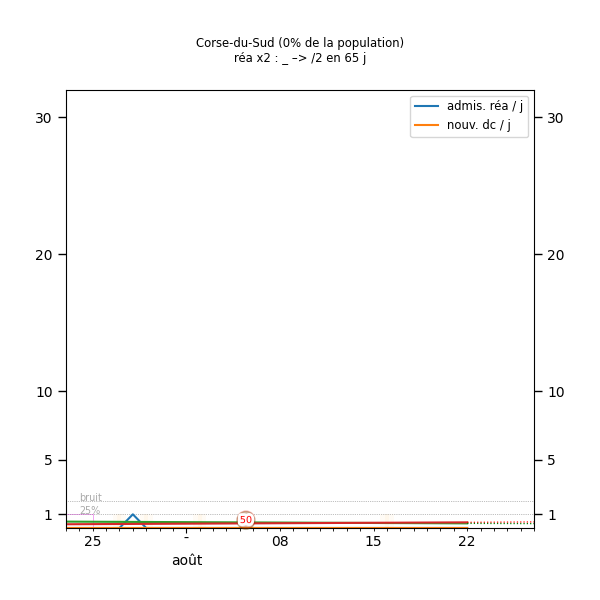 Corse-du-Sud (0% de la population)
réa x2 : _ –> /2 en 65 j
admis. réa / j
nouv. dc / j
30
30
20
20
10
10
5
5
bruit
25%
1
1
50
25
-
08
15
22
août